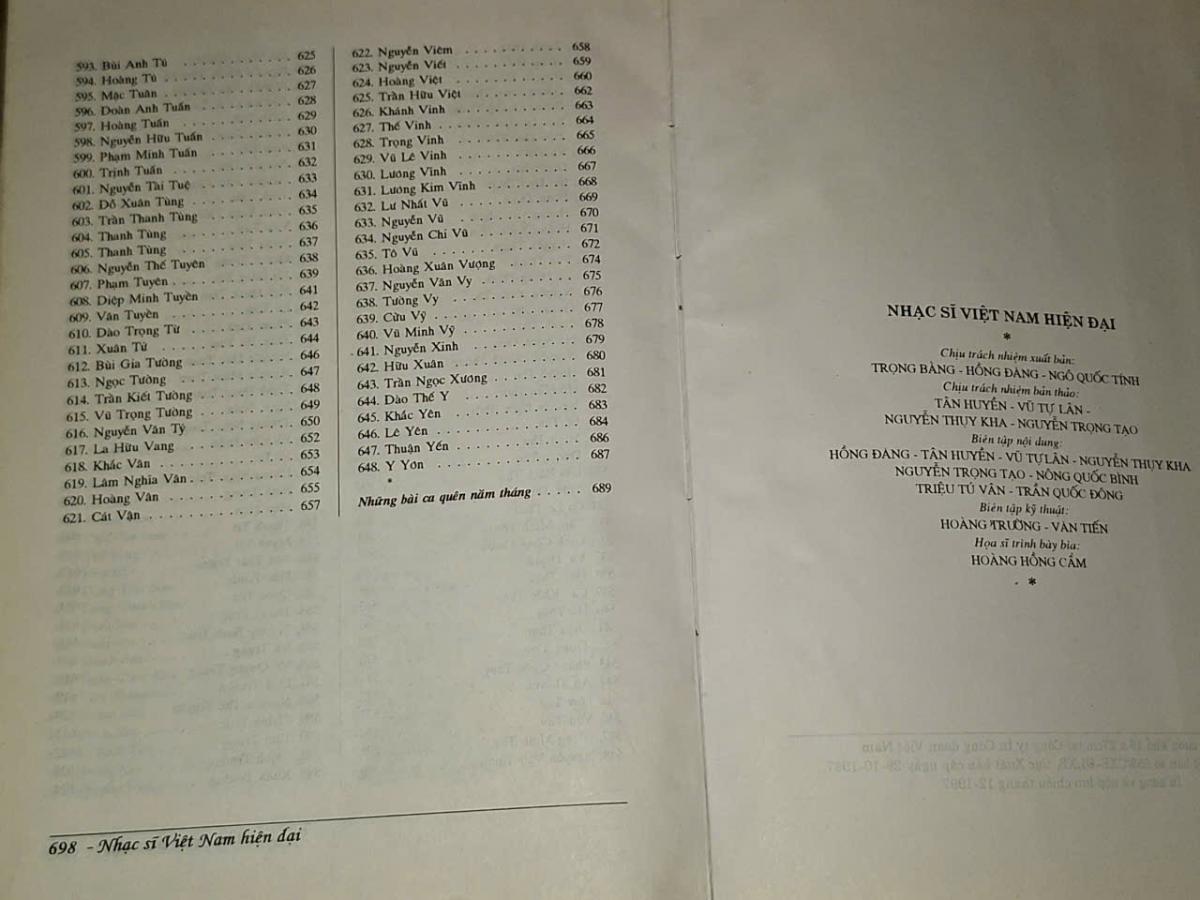 593. Bùi Anh Tú . . . . . . . . . . 625
594. Hoàng Tú . . . . . . . . . . 626
595. Mặc Tuân . . . . . . . . . . 627
596. Doàn Anh Tuấn . . . . . . . . . . 628
597. Hoàng Tuấn . . . . . . . . . . 629
598. Nguyễn Hữu Tuấn . . . . . . . . 630
599. Phạm Minh Tuấn . . . . . . . . 631
600. Trịnh Tuấn . . . . . . . . . . 632
601. Nguyễn Tài Tuệ . . . . . . . . . 633
602. Dỗ Xuân Tùng . . . . . . . . . . 634
603. Trần Thanh Tùng . . . . . . . . . 635
604. Thanh Tùng . . . . . . . . . . 636
605. Thanh Tùng . . . . . . . . . . 637
606. Nguyễn Thế Tuyên . . . . . . . . 638
607. Phạm Tuyên . . . . . . . . . . 639
608. Diệp Minh Tuyền . . . . . . . . 641
609. Văn Tuyên . . . . . . . . . . 642
610. Dào Trọng Từ . . . . . . . . . . 643
611. Xuân Tứ . . . . . . . . . . 644
612. Bùi Gia Tường . . . . . . . . . . 646
613. Ngọc Tường . . . . . . . . . . 647
614. Trần Kiết Tường . . . . . . . . . 648
615. Vũ Trọng Tường . . . . . . . . . 649
616. Nguyễn Văn Tý . . . . . . . . . 650
617. La Hữu Vang . . . . . . . . . . 652
618. Khắc Vân . . . . . . . . . . 653
619. Lâm Nghia Vân . . . . . . . . . . 654
620. Hoàng Vân . . . . . . . . . . 655
621. Cát Vận . . . . . . . . . . 657
622. Nguyễn Viêm . . . . . . . . . . 658
623. Nguyễn Viết . . . . . . . . . . 659
624. Hoàng Việt . . . . . . . . . . 660
625. Trần Hữu Việt . . . . . . . . . 662
626. Khánh Vinh . . . . . . . . . . 663
627. Thế Vinh . . . . . . . . . . 664
628. Trọng Vinh . . . . . . . . . . 665
629. Vũ Lê Vinh . . . . . . . . . . 666
630. Lương Vĩnh . . . . . . . . . . 667
631. Lương Kim Vĩnh . . . . . . . . 668
632. Lư Nhất Vũ . . . . . . . . . . 669
633. Nguyễn Vũ . . . . . . . . . . 670
634. Nguyễn Chi Vũ . . . . . . . . . 671
635. Tô Vũ . . . . . . . . . . 672
636. Hoàng Xuân Vượng . . . . . . . 674
637. Nguyễn Văn Vy . . . . . . . . . 675
638. Tường Vy . . . . . . . . . . 676
639. Cửu Vỹ . . . . . . . . . . 677
640. Vũ Minh Vỹ . . . . . . . . . . 678
641. Nguyễn Xinh . . . . . . . . . . 679
642. Hữu Xuân . . . . . . . . . . 680
643. Trần Ngọc Xương . . . . . . . . 681
644. Dào Thế Y . . . . . . . . . . 682
645. Khắc Yên . . . . . . . . . . 683
646. Lê Yên . . . . . . . . . . 684
647. Thuận Yến . . . . . . . . . . 686
648. Y Yon . . . . . . . . . . 687
*
Những bài ca quên năm tháng . . . . . 689
698 - Nhạc sĩ Việt Nam hiện đại
NHẠC SĨ VIỆT NAM HIỆN ĐẠI
*
Chịu trách nhiệm xuất bản:
TRỌNG BẰNG - HỒNG ĐĂNG - NGÔ QUỐC TÍNH
Chịu trách nhiệm bản thảo:
TÂN HUYỀN - VŨ TỰ LÂN -
NGUYỄN THỤY KHA - NGUYỄN TRỌNG TẠO
Biên tập nội dung:
HỒNG ĐĂNG - TÂN HUYỀN - VŨ TỰ LÂN - NGUYỄN THỤY KHA
NGUYỄN TRỌNG TẠO - NÔNG QUỐC BÌNH
TRIỆU TÚ VÂN - TRẦN QUỐC ĐÔNG
Biên tập kỹ thuật:
HOÀNG TRƯỜNG - VĂN TIẾN
Họa sĩ trình bày bìa:
HOÀNG HỒNG CẨM
*